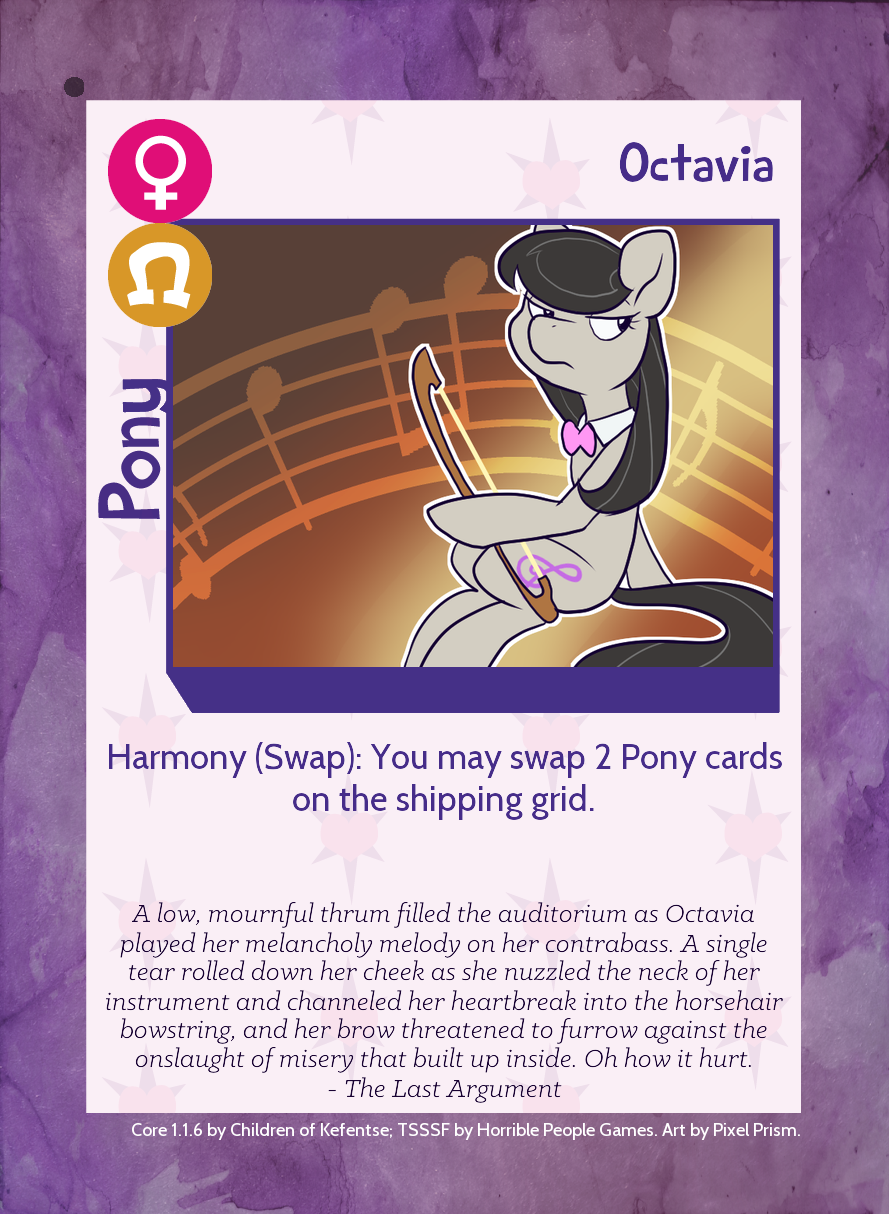 Octavia
Pony
Harmony (Swap): You may swap 2 Pony cards
on the shipping grid.
A low, mournful thrum filled the auditorium as Octavia
played her melancholy melody on her contrabass. A single
tear rolled down her cheek as she nuzzled the neck of her
instrument and channeled her heartbreak into the horsehair
bowstring, and her brow threatened to furrow against the
onslaught of misery that built up inside. Oh how it hurt.
- The Last Argument
Core 1.1.6 by Children of Kefentse; TSSSF by Horrible People Games. Art by Pixel Prism.